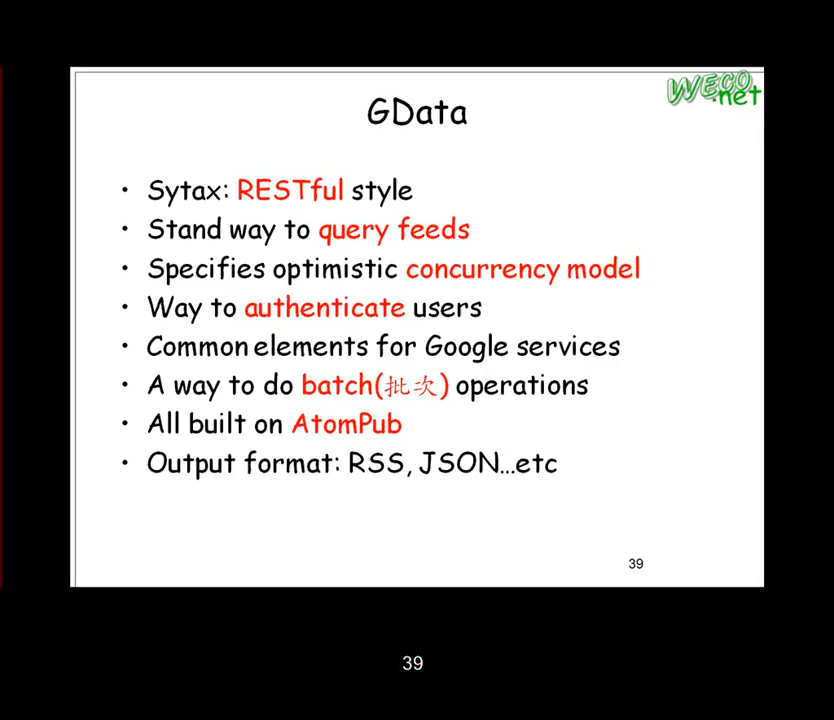 WECO
.net
GData
• Sytax: RESTful style
• Stand way to query feeds
• Specifies optimistic concurrency model
• Way to authenticate users
• Common elements for Google services
• A way to do batch(批次) operations
• All built on AtomPub
• Output format: RSS, JSON…etc
39
39